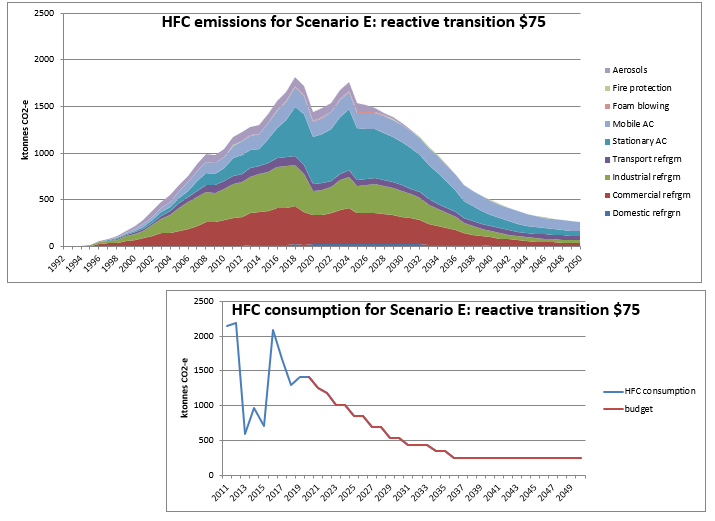 HFC emissions for Scenario E: reactive transition $75
2500
2000
1500
1000
500
0
ktonnes CO2-e
1992 1994 1996 1998 2000 2002 2004 2006 2008 2010 2012 2014 2016 2018 2020 2022 2024 2026 2028 2030 2032 2034 2036 2038 2040 2042 2044 2046 2048 2050
Aerosols
Fire protection
Foam blowing
Mobile AC
Stationary AC
Transport refrgrn
Industrial refrgrn
Commercial refrgrn
Domestic refrgrn
HFC consumption for Scenario E: reactive transition $75
2500
2000
1500
1000
500
0
ktonnes CO2-e
2011 2013 2015 2017 2019 2021 2023 2025 2027 2029 2031 2033 2035 2037 2039 2041 2043 2045 2047 2049
HFC consumption
budget